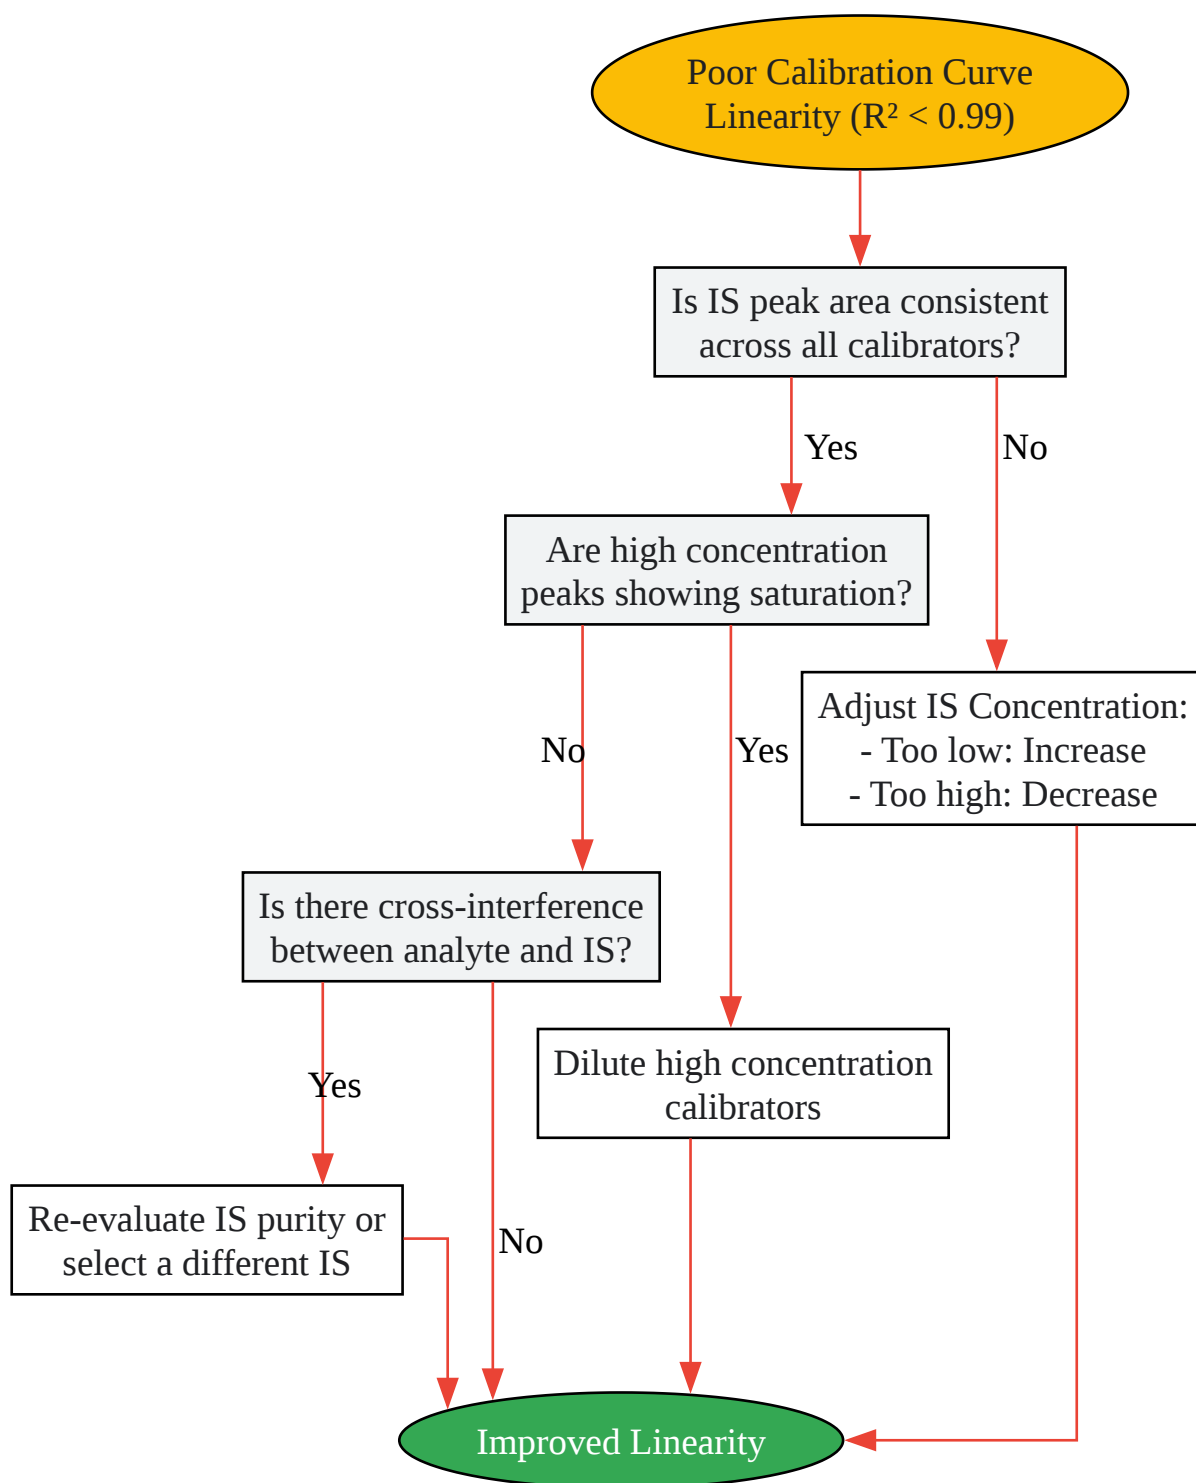 Poor Calibration Curve
Linearity (R² < 0.99)
Is IS peak area consistent
across all calibrators?
Yes
No
Are high concentration
peaks showing saturation?
Adjust IS Concentration:
- Too low: Increase
- Too high: Decrease
No
Yes
Is there cross-interference
between analyte and IS?
Dilute high concentration
calibrators
Yes
Re-evaluate IS purity or
select a different IS
No
Improved Linearity